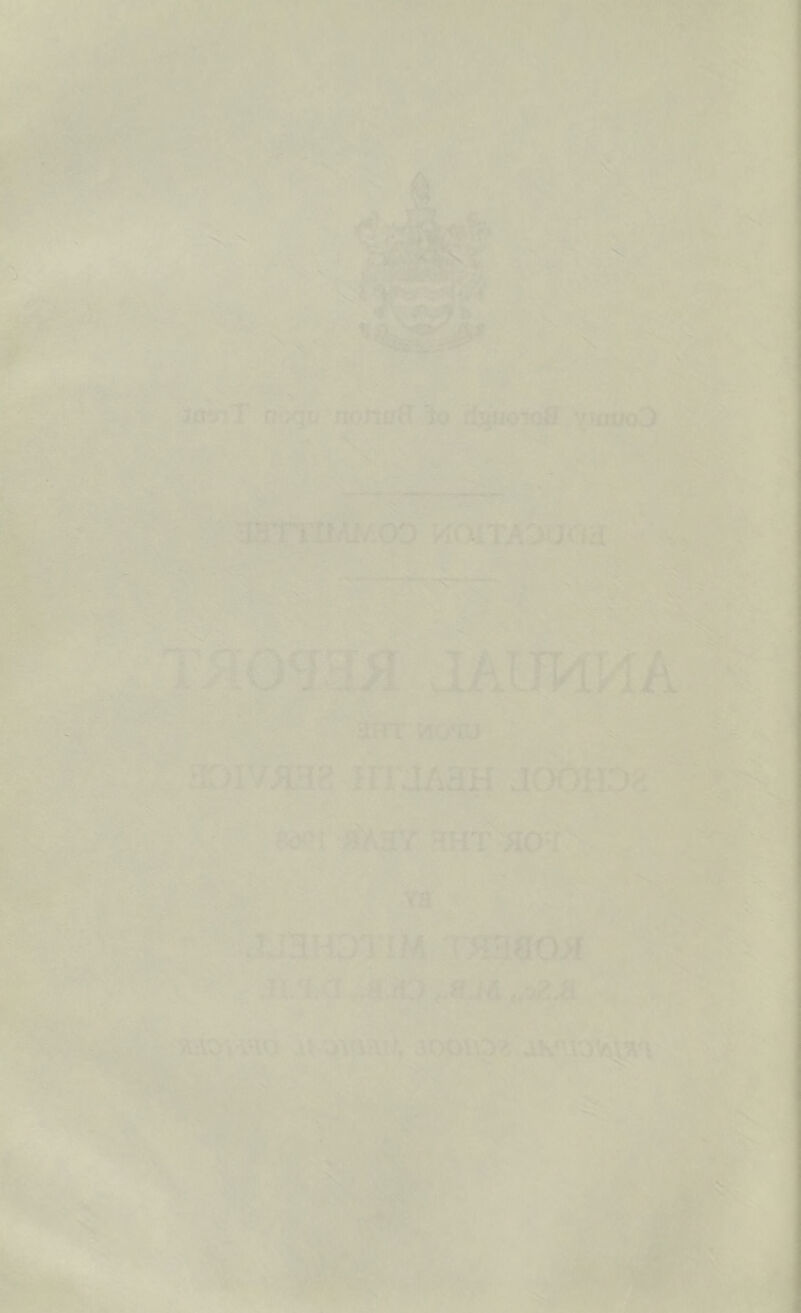 County Borough of Burton upon Trent
EDUCATION COMMITTEE
ANNUAL REPORT
UPON THE
SCHOOL HEALTH SERVICE
FOR THE YEAR 1968
BY
ROBERT MITCHELL
B.Sc., M.B., Ch.B., D.P.H.
PRINCIPAL SCHOOL MEDICAL OFFICER